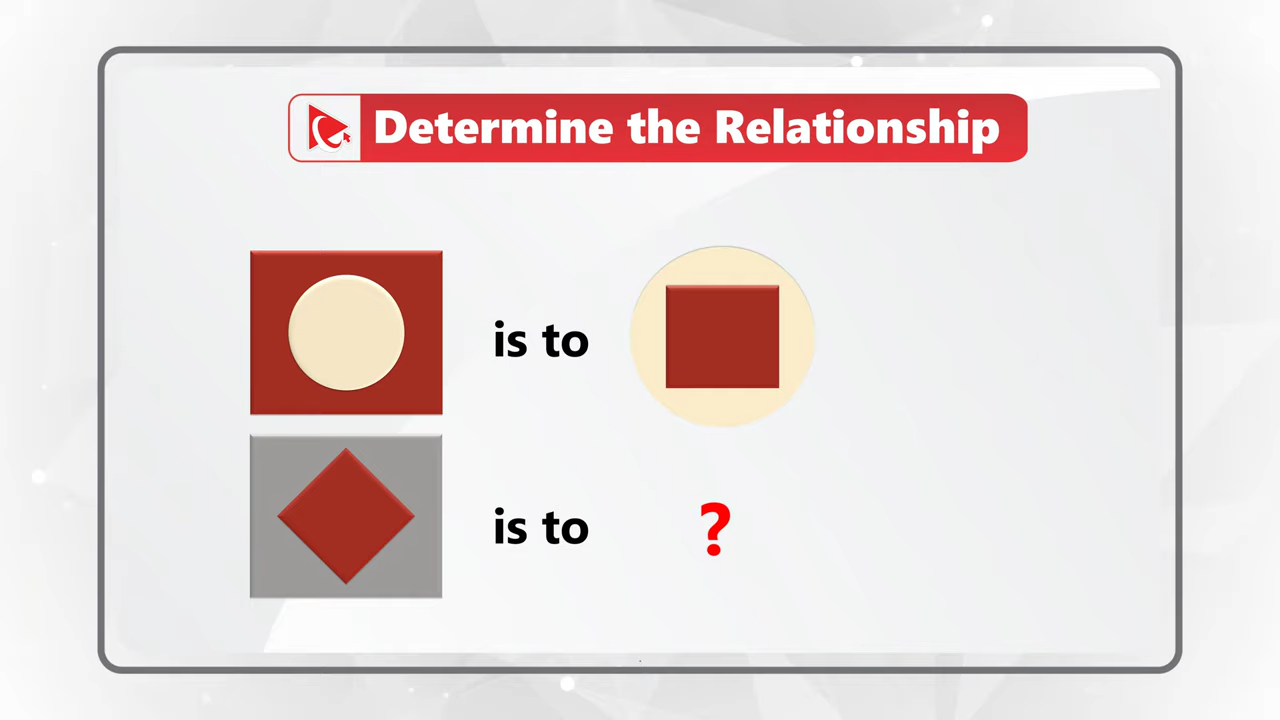 Determine the Relationship
is to
is to
?